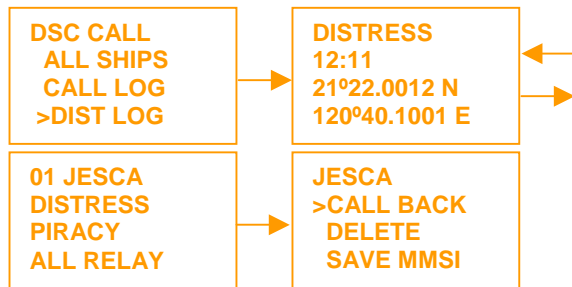 DSC CALL
ALL SHIPS
CALL LOG
>DIST LOG
DISTRESS
12:11
21º22.0012 N
120º40.1001 E
01 JESCA
DISTRESS
PIRACY
ALL RELAY
JESCA
>CALL BACK
DELETE
SAVE MMSI